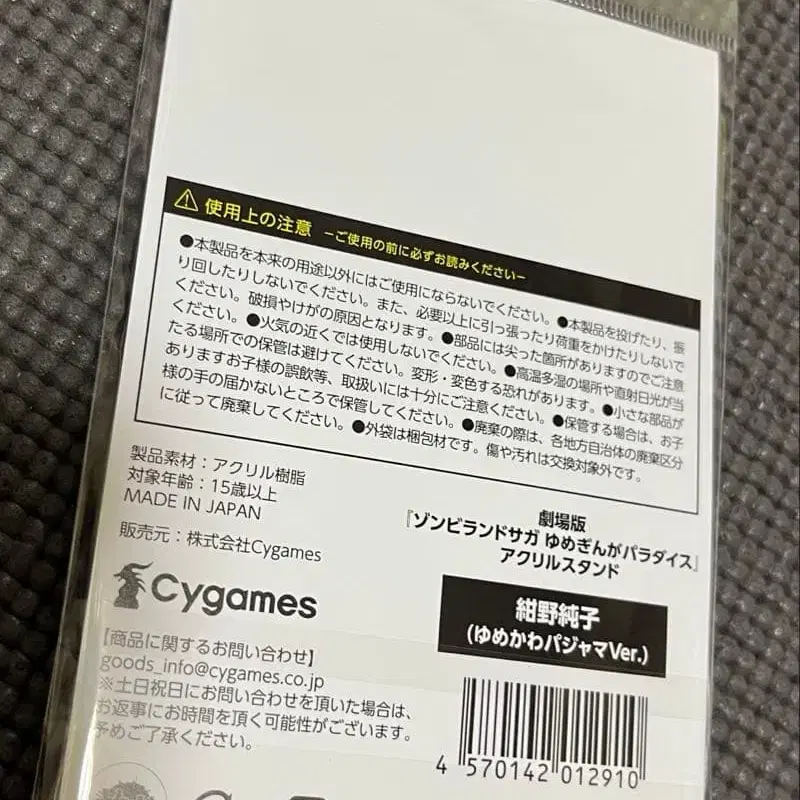 使用上の注意 −ご使用の前に必ずお読みください−
●本製品を本来の用途以外にはご使用にならないでください。●本製品を投げたり、振
り回したりしないでください。また、必要以上に引っ張ったり荷重をかけたりしないで
ください。破損やけがの原因となります。●部品には尖った箇所がありますのでご注意
ください。●火気の近くでは使用しないでください。●高温多湿の場所や直射日光が当
たる場所での保管は避けてください。変形・変色する恐れがあります。●小さな部品が
ありますお子様の誤飲等、取扱いには十分にご注意ください。●保管する場合は、お子
様の手の届かないところで保管してください。●廃棄の際は、各地方自治体の廃棄区分
に従って廃棄してください。●外袋は梱包材です。傷や汚れは交換対象外です。
製品素材：アクリル樹脂
対象年齢：15歳以上
MADE IN JAPAN
販売元：株式会社Cygames
Cygames
【商品に関するお問い合わせ】
goods_info@cygames.co.jp
※土日祝日にお問い合わせを頂いた場合は、
お返事にお時間を頂く可能性がございます。
予めご了承ください。
劇場版
『ゾンビランドサガ ゆめぎんがパラダイス』
アクリルスタンド
紺野純子
(ゆめかわパジャマVer.)
4 570142 012910